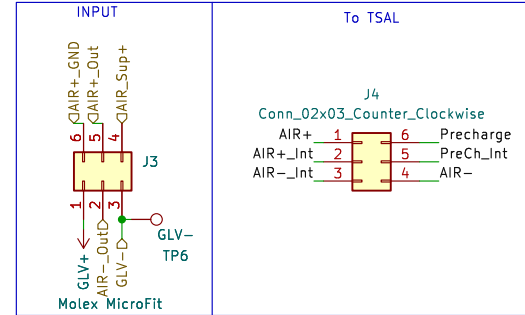 INPUT
AIR+_GND
AIR+_Out
AIR_Sup+
6
5
4
J3
1
2
3
GLV+
AIR-_Out
GLV-
GLV-
TP6
Molex MicroFit
To TSAL
J4
Conn_02x03_Counter_Clockwise
AIR+ 1 6 Precharge
AIR+_Int 2 5 PreCh_Int
AIR-_Int 3 4 AIR-